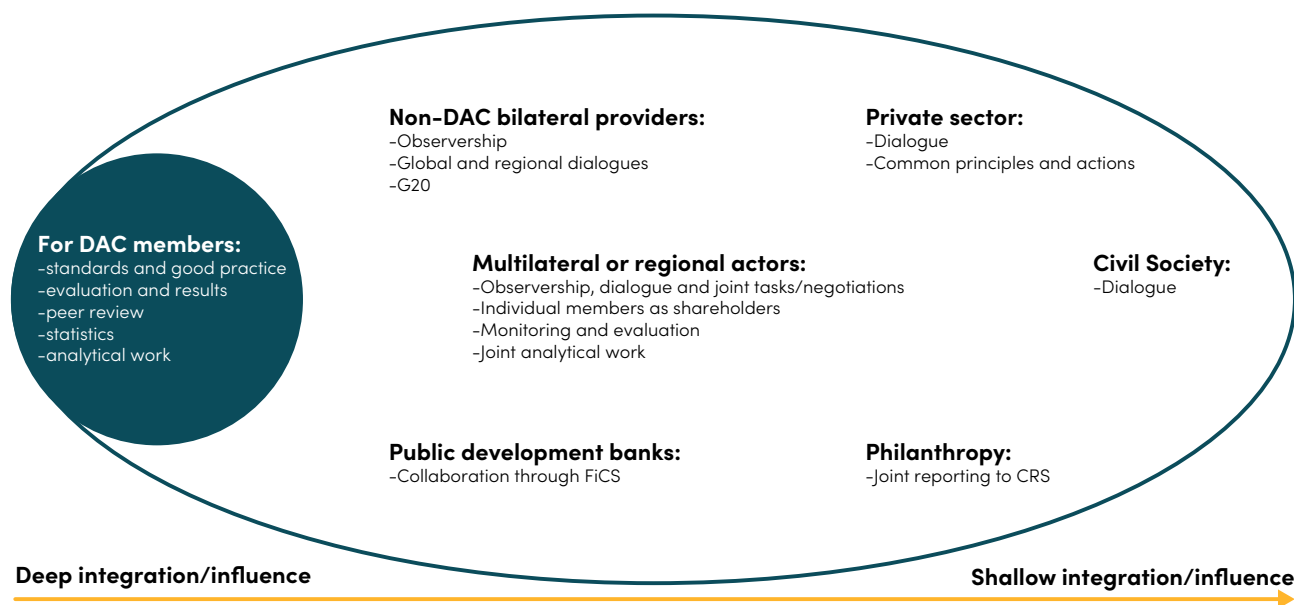 Non-DAC bilateral providers:
-Observership
-Global and regional dialogues
-G20
Private sector:
-Dialogue
-Common principles and actions
For DAC members:
-standards and good practice
-evaluation and results
-peer review
-statistics
-analytical work
Multilateral or regional actors:
-Observership, dialogue and joint tasks/negotiations
-Individual members as shareholders
-Monitoring and evaluation
-Joint analytical work
Civil Society:
-Dialogue
Public development banks:
-Collaboration through FiCS
Philanthropy:
-Joint reporting to CRS
Deep integration/influence
Shallow integration/influence